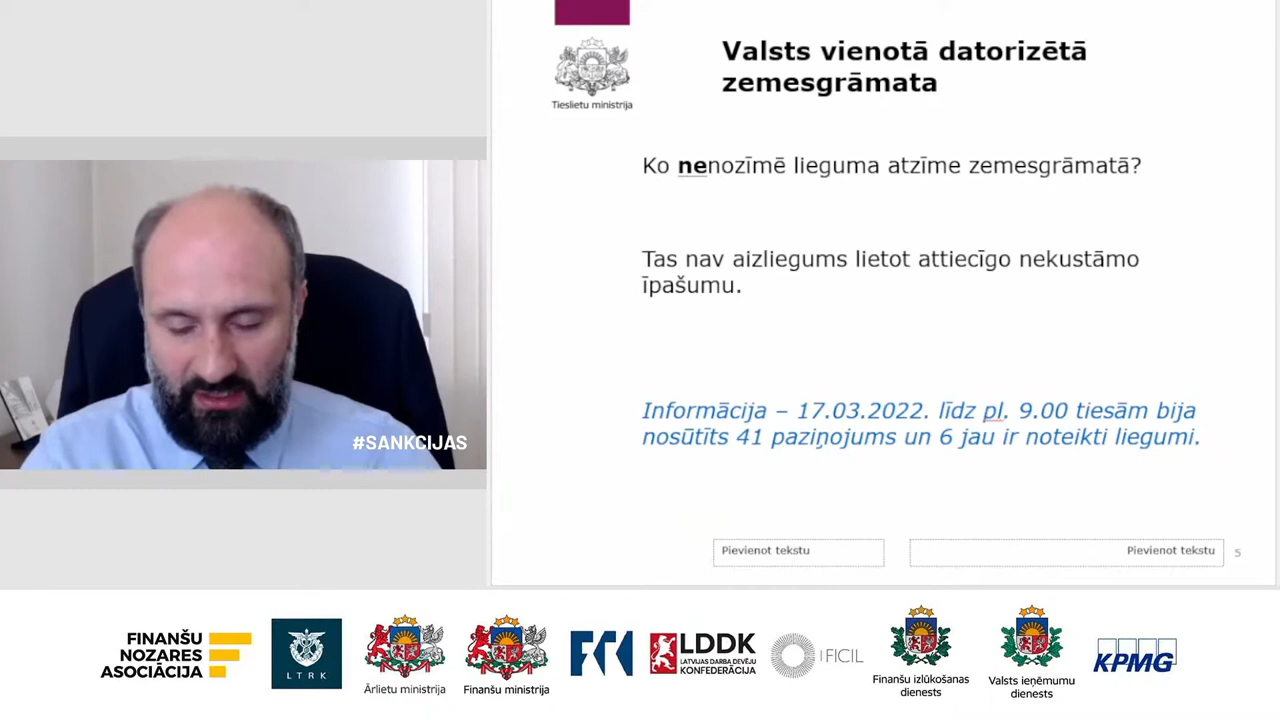 Tieslietu ministrija
Valsts vienotā datorizētā
zemesgrāmata
Ko nenozīmē lieguma atzīme zemesgrāmatā?
Tas nav aizliegums lietot attiecīgo nekustāmo
īpašumu.
Informācija – 17.03.2022. līdz pl. 9.00 tiesām bija
nosūtīts 41 paziņojums un 6 jau ir noteikti liegumi.
Pievienot tekstu
Pievienot tekstu
5
#SANKCIJAS
FINANŠU
NOZARES
ASOCIĀCIJA
LTRK
Ārlietu ministrija
Finanšu ministrija
LDDK
LATVIJAS DARBA DEVĒJU
KONFEDERĀCIJA
FICIL
Finanšu izlūkošanas
dienests
Valsts ieņēmumu
dienests
KPMG